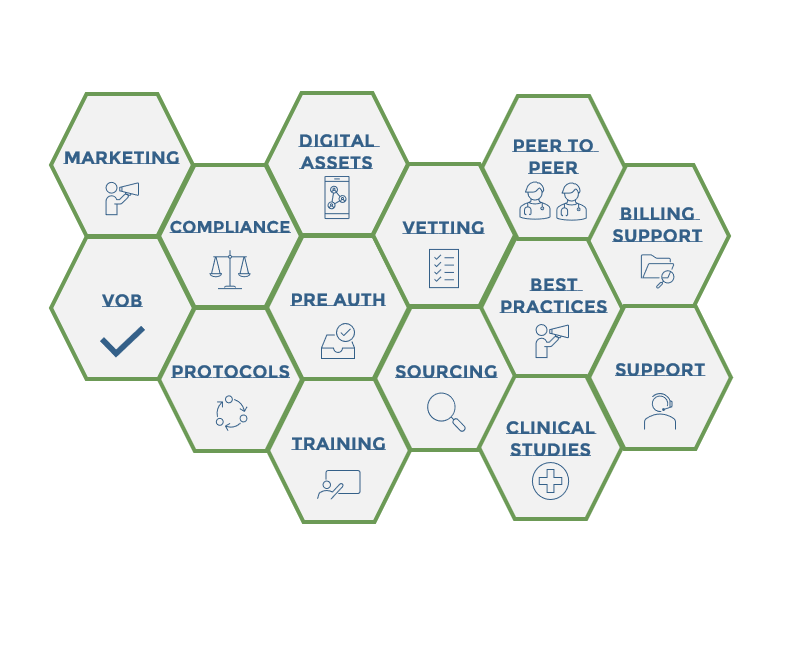 MARKETING
DIGITAL
ASSETS
PEER TO
PEER
COMPLIANCE
VETTING
BILLING
SUPPORT
VOB
PRE AUTH
BEST
PRACTICES
PROTOCOLS
SOURCING
SUPPORT
TRAINING
CLINICAL
STUDIES